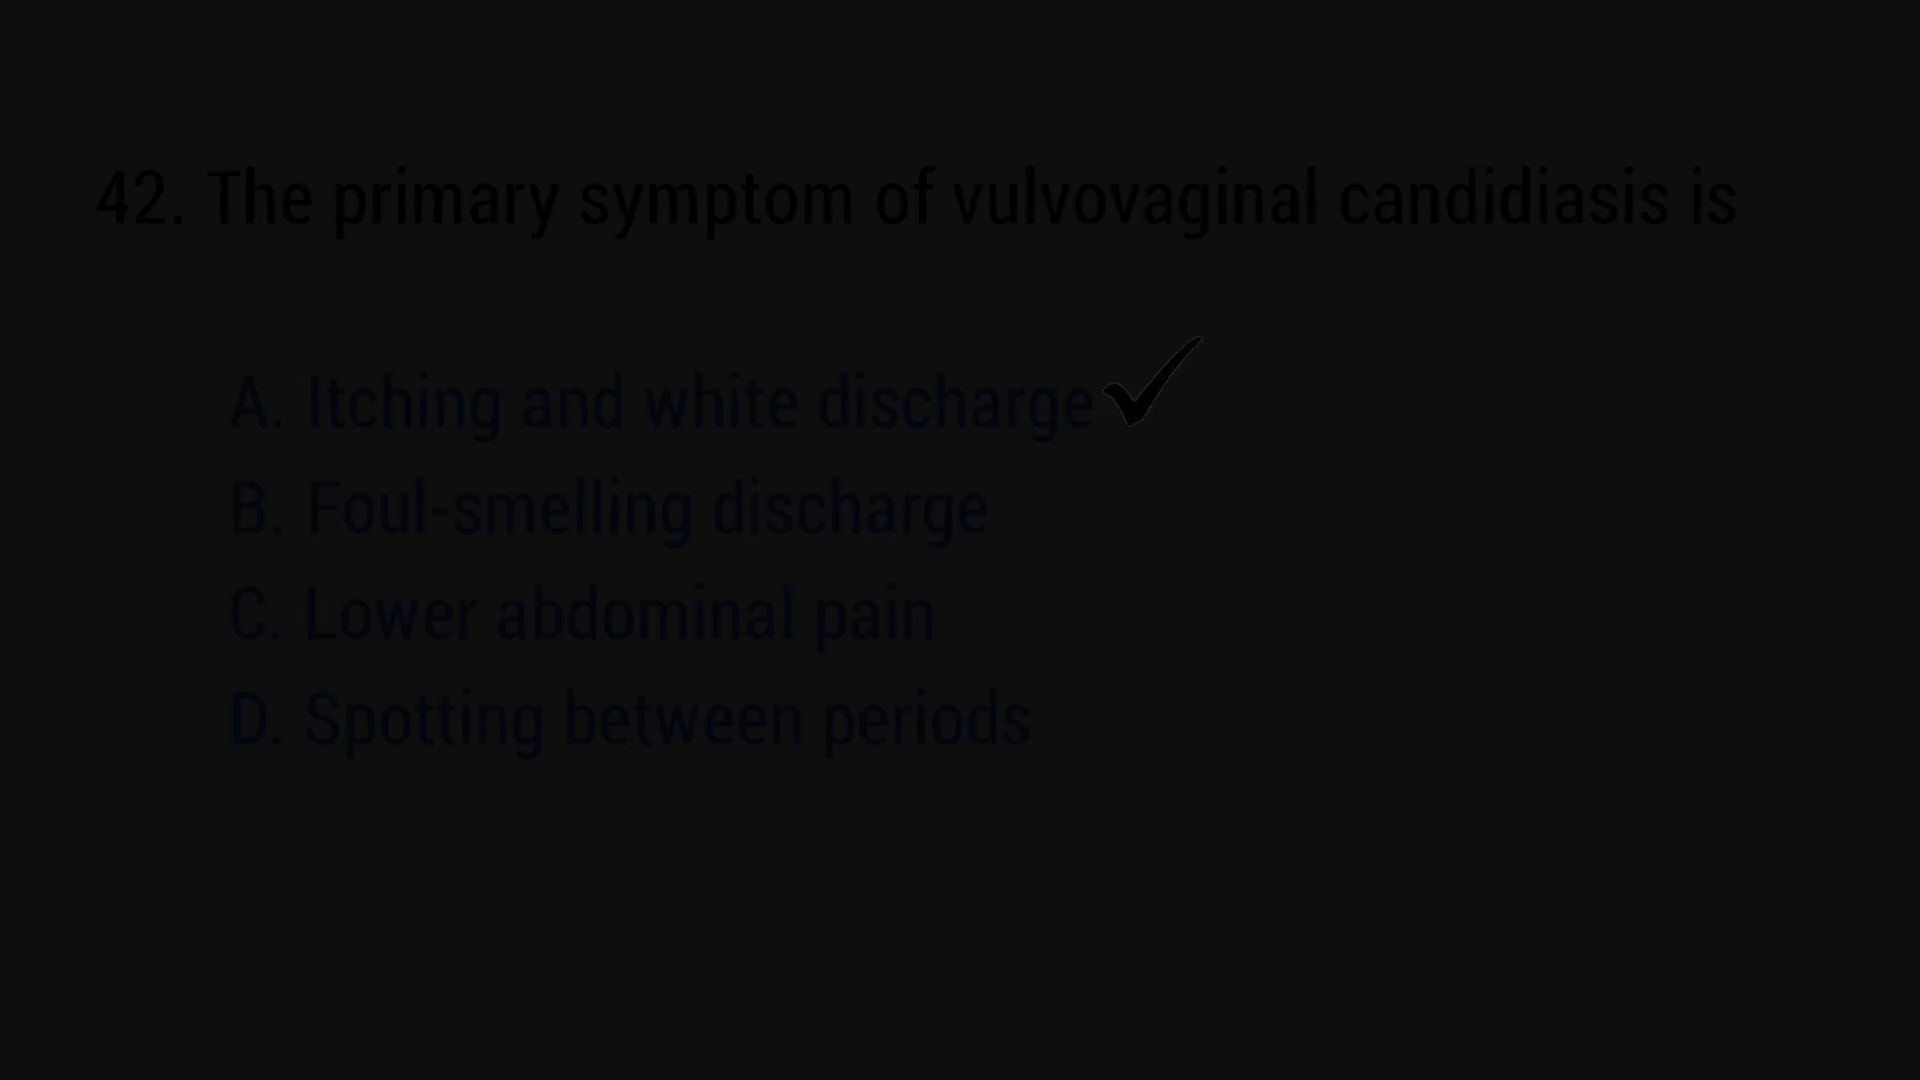 42. The primary symptom of vulvovaginal candidiasis is
A. Itching and white discharge
B. Foul-smelling discharge
C. Lower abdominal pain
D. Spotting between periods